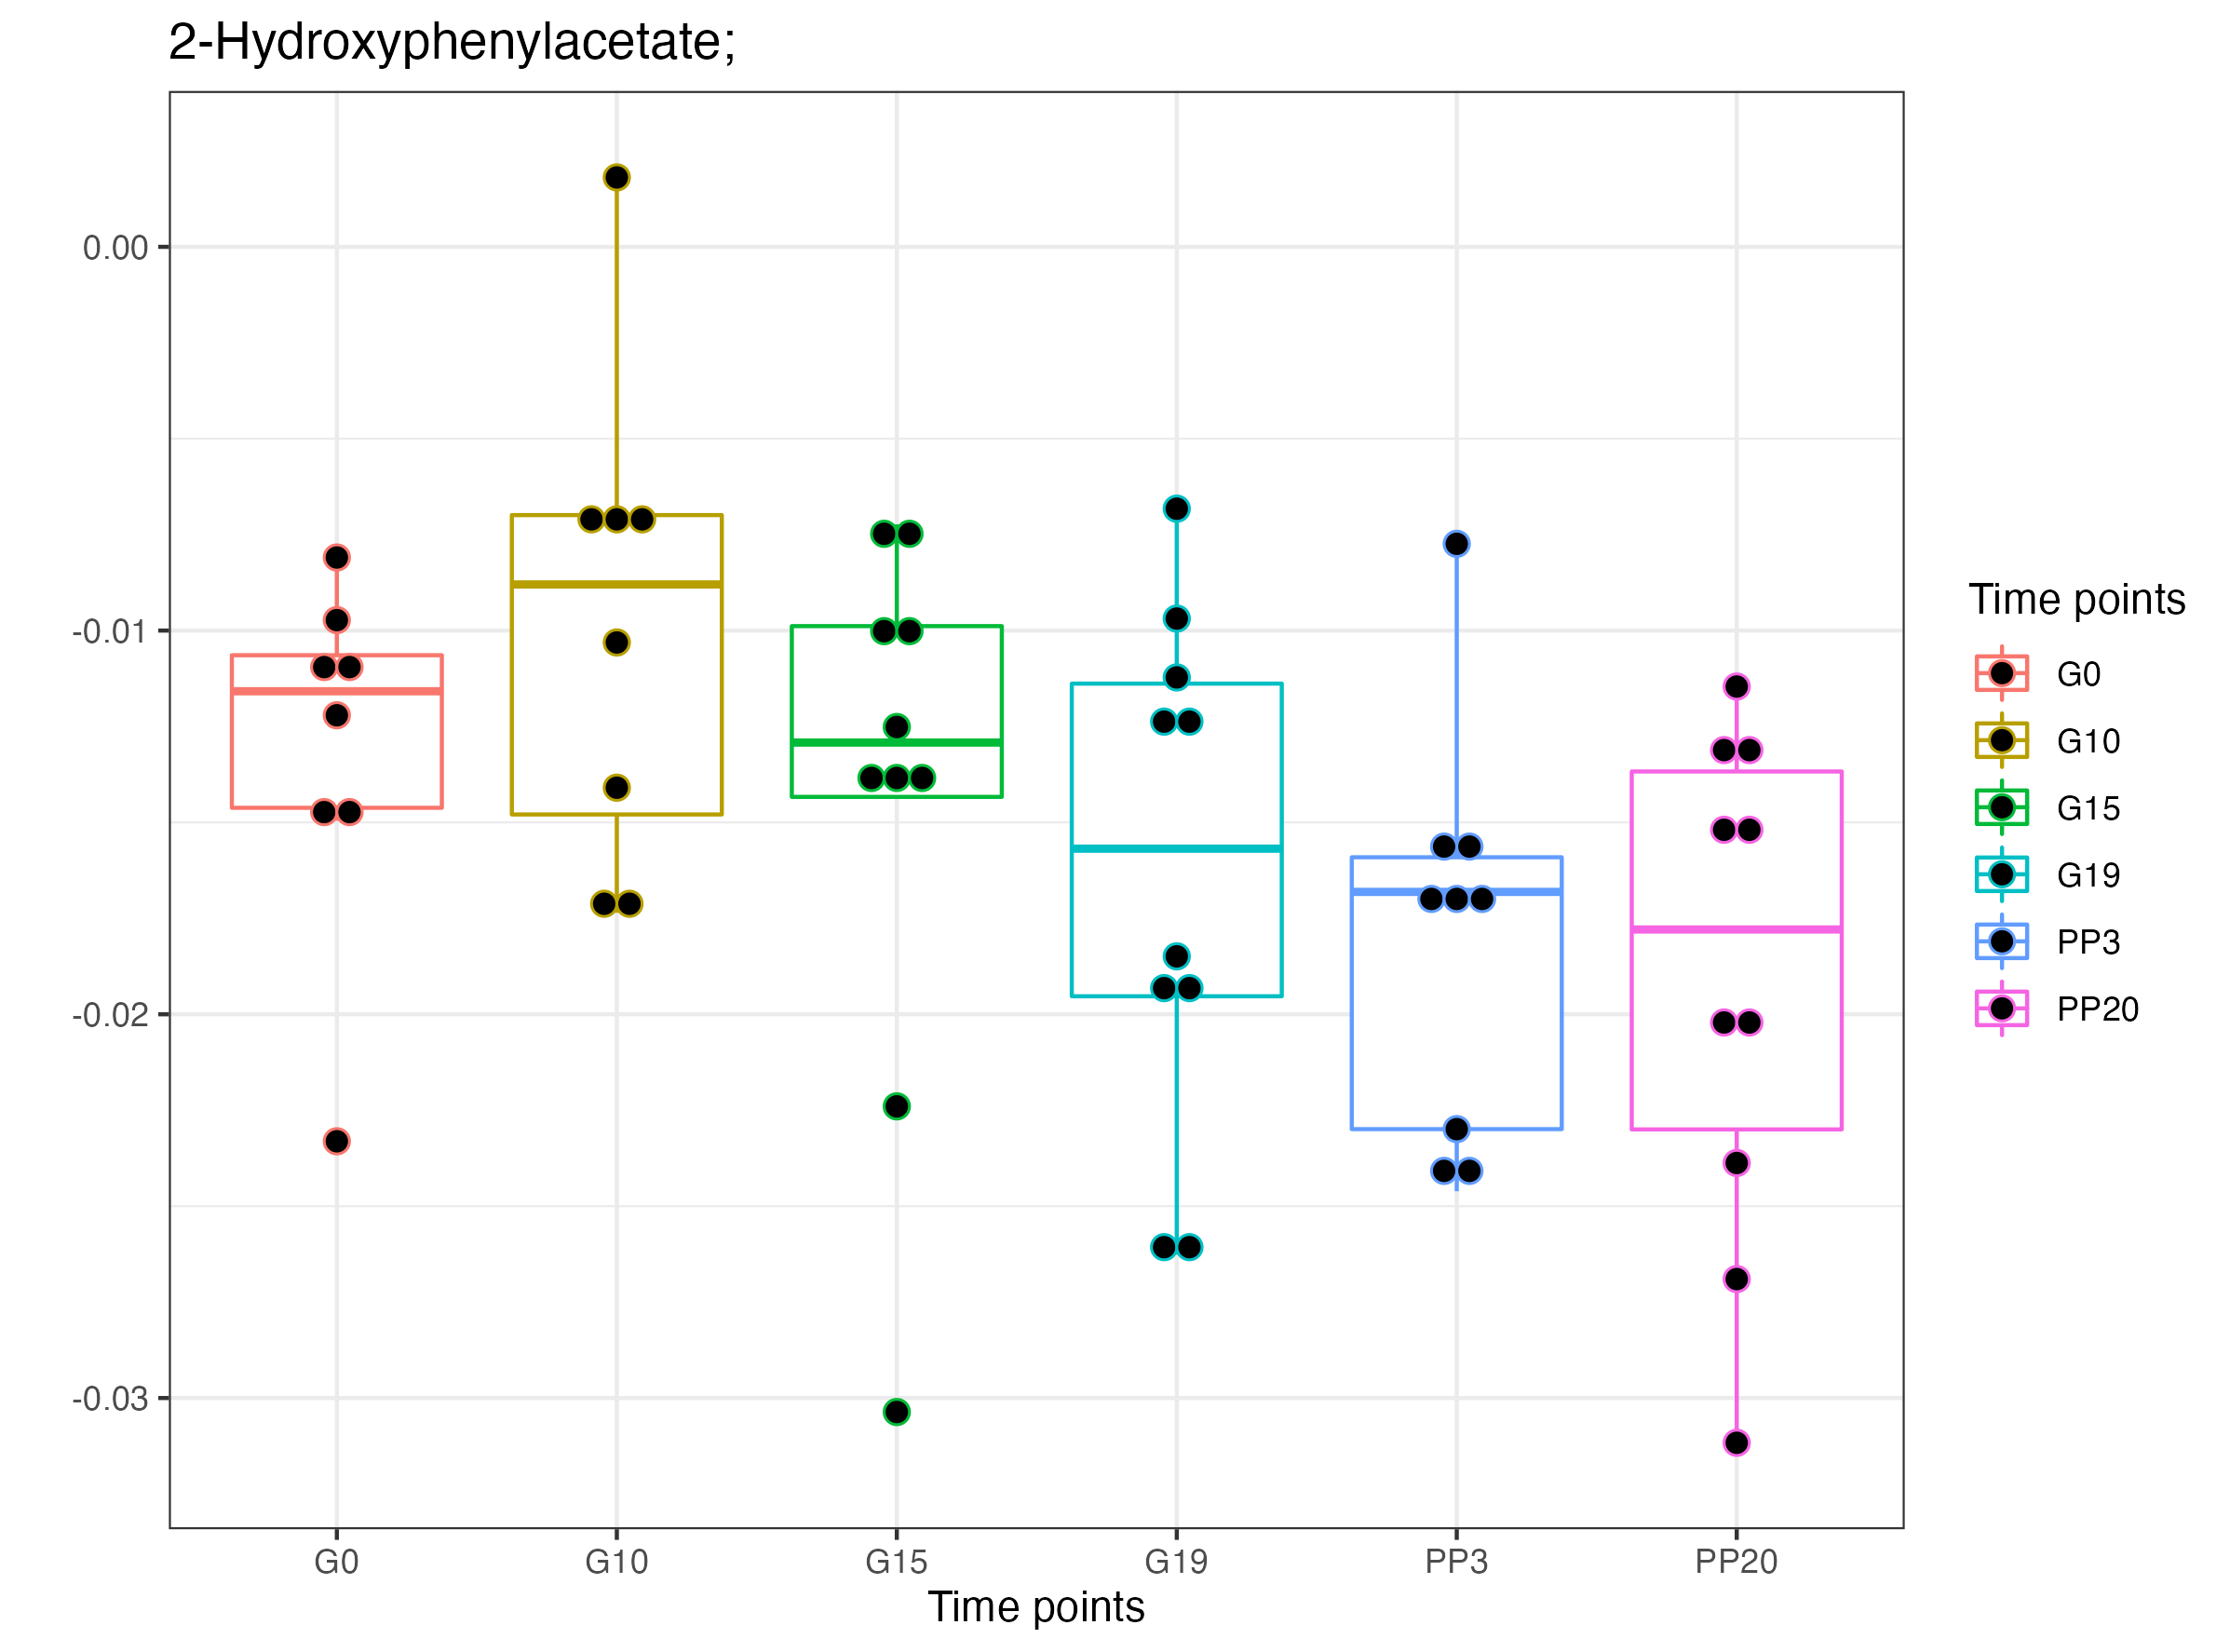 2-Hydroxyphenylacetate;
0.00
-0.01
-0.02
-0.03
G0 G10 G15 G19 PP3 PP20
Time points
Time points
G0
G10
G15
G19
PP3
PP20